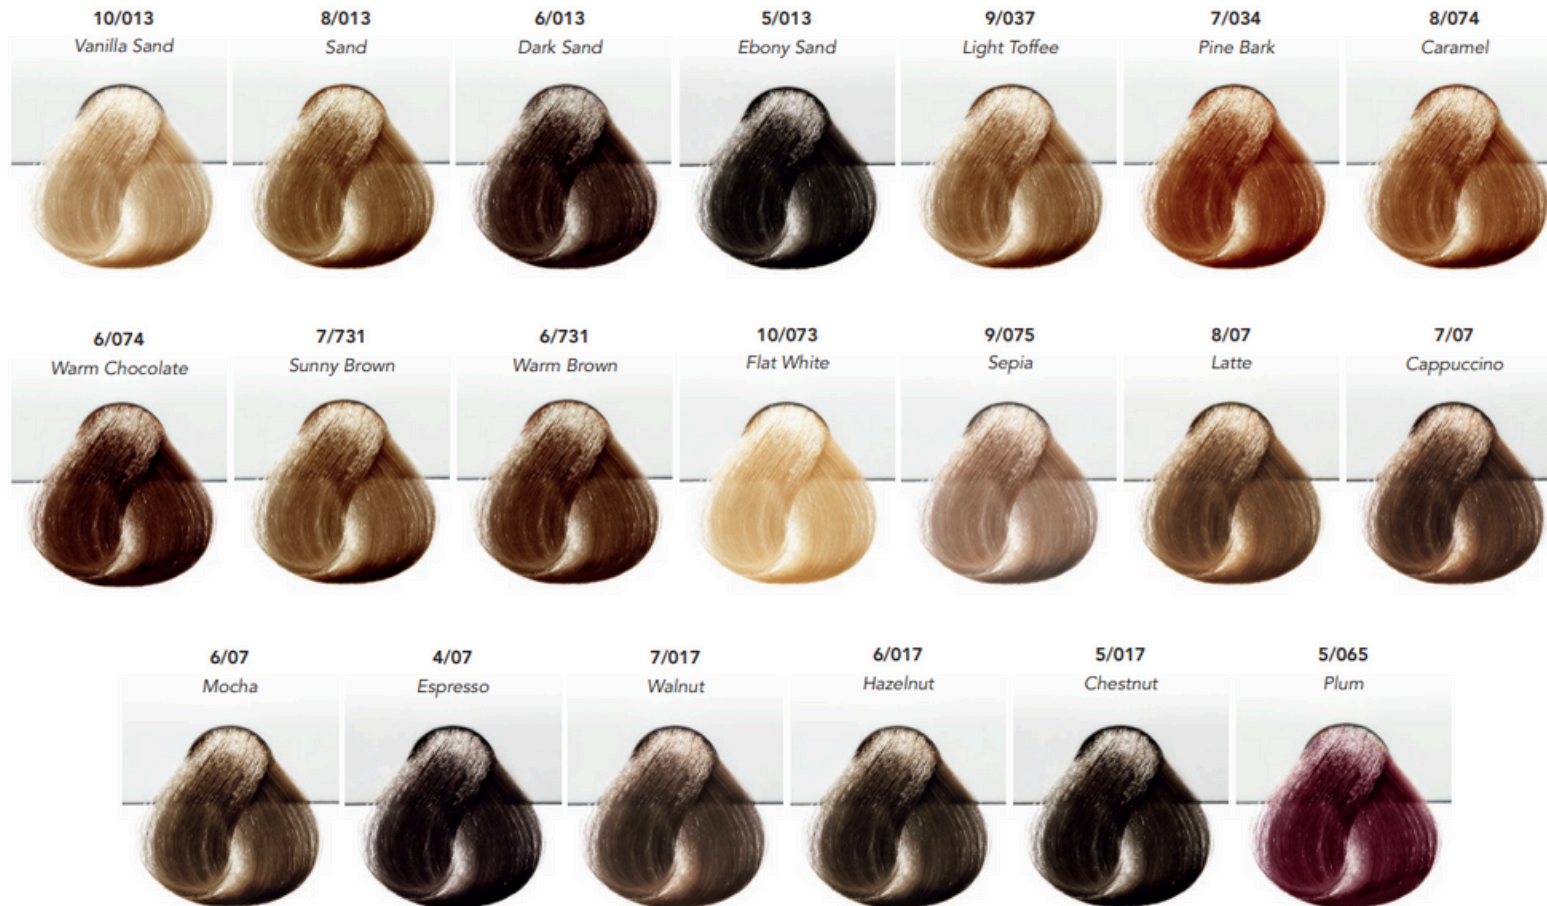 10/013
Vanilla Sand
8/013
Sand
6/013
Dark Sand
5/013
Ebony Sand
9/037
Light Toffee
7/034
Pine Bark
8/074
Caramel
6/074
Warm Chocolate
7/731
Sunny Brown
6/731
Warm Brown
10/073
Flat White
9/075
Sepia
8/07
Latte
7/07
Cappuccino
6/07
Mocha
4/07
Espresso
7/017
Walnut
6/017
Hazelnut
5/017
Chestnut
5/065
Plum